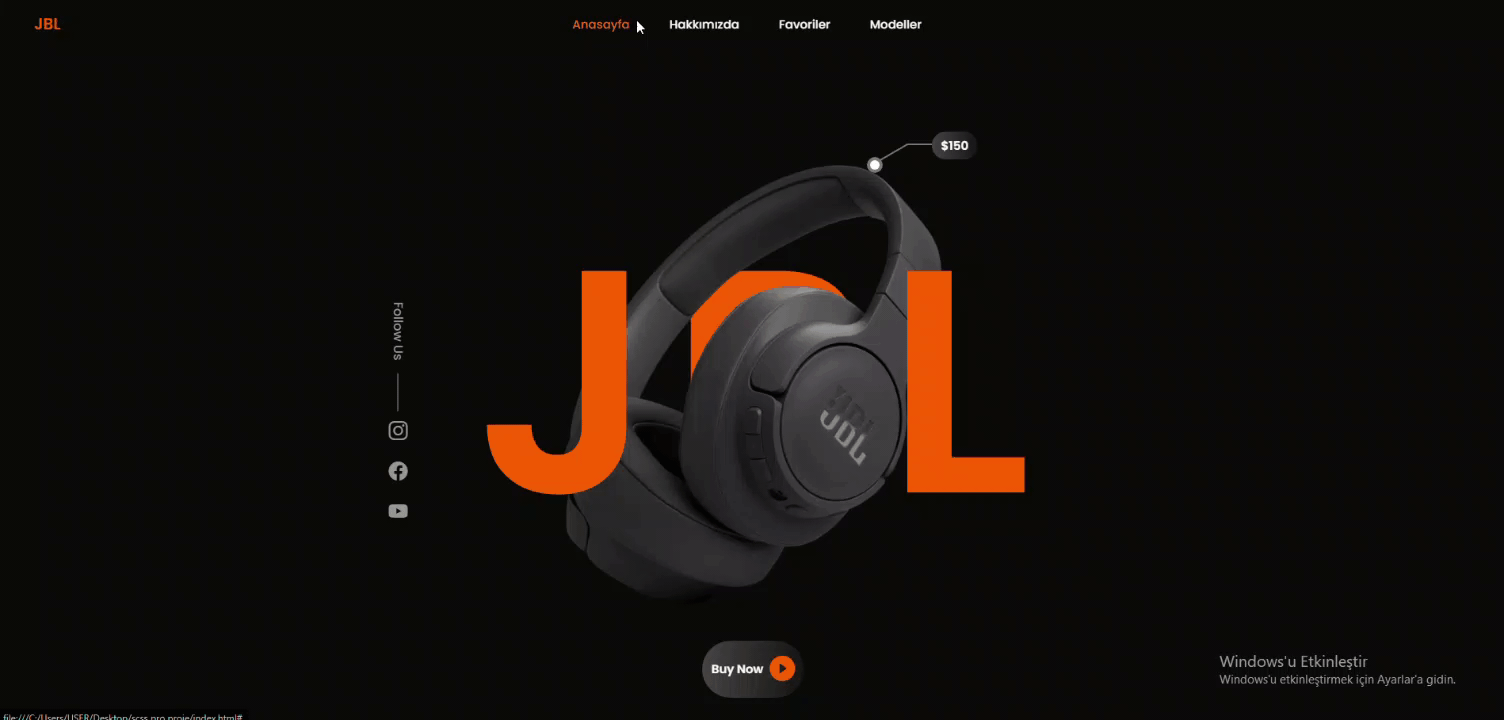 JBL
Anasayfa
Hakkımızda
Favoriler
Modeller
$150
JBL
Follow Us
JBL
Buy Now
Windows'u Etkinleştir
Windows'u etkinleştirmek için Ayarlar'a gidin.
file:///C:/Users/USER/Desktop/scss pro proje/index.html#